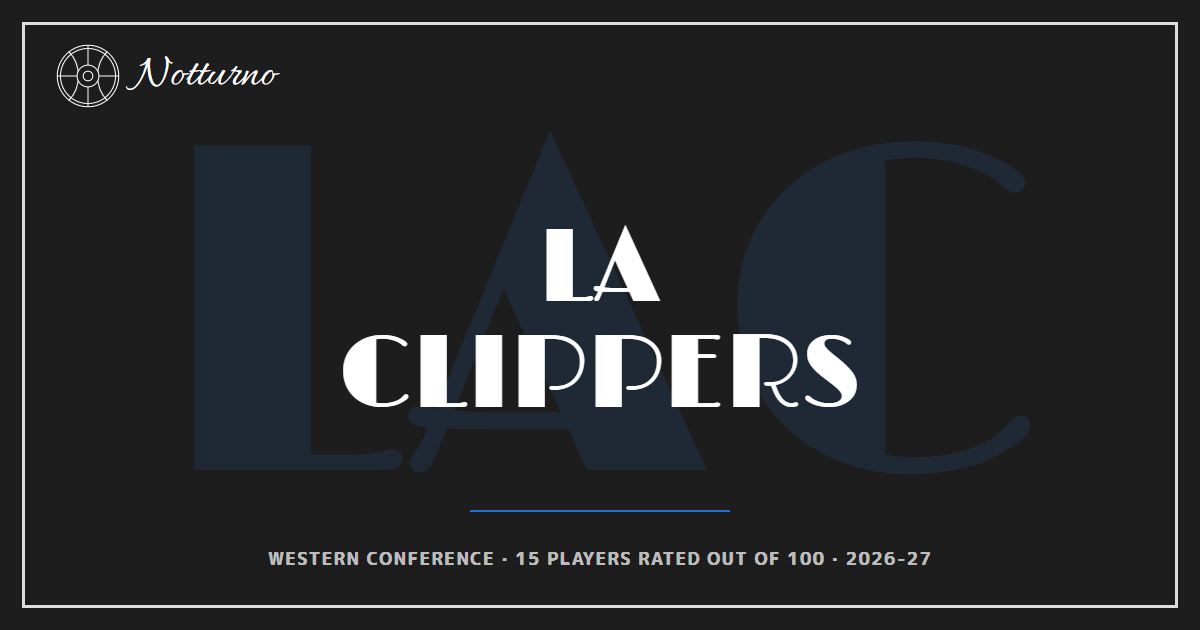 Notturno
LAC
LA
CLIPPERS
WESTERN CONFERENCE · 15 PLAYERS RATED OUT OF 100 · 2026-27